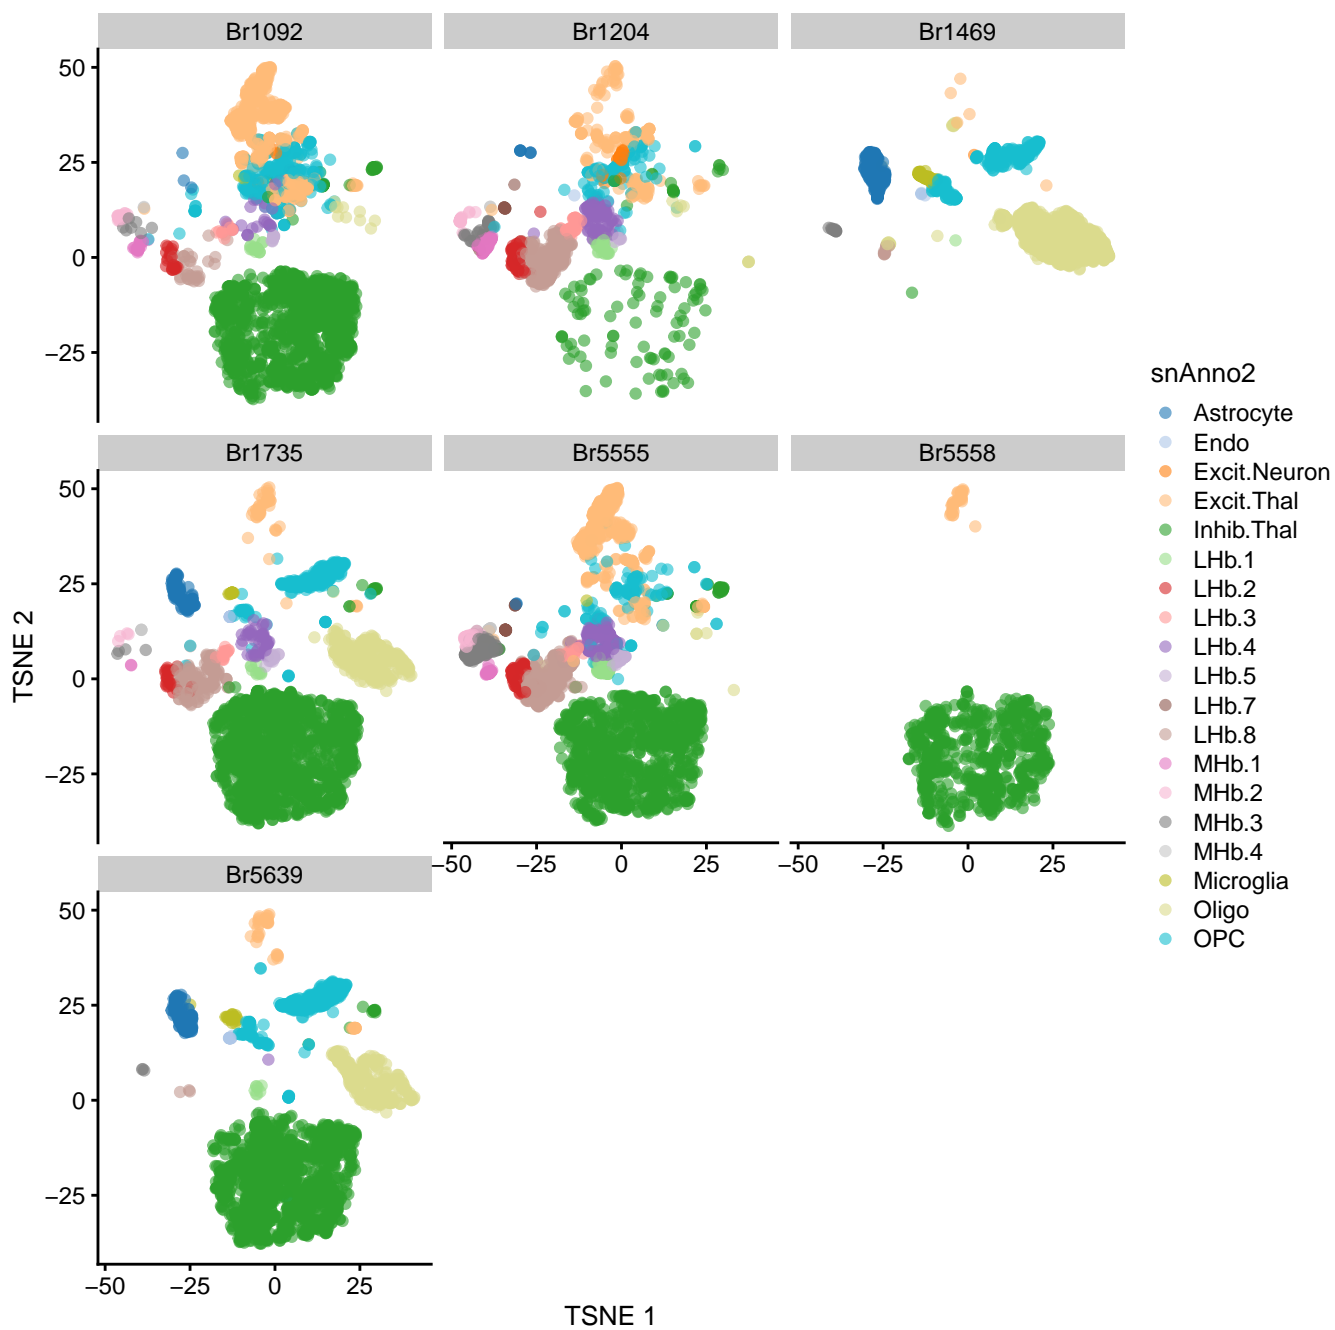 Br1092 Br1204 Br1469
50
25
0
−25
Br1735 Br5555 Br5558
50
25
0
−25
−50 −25 0 25 −50 −25 0 25
Br5639
50
25
0
−25
−50 −25 0 25
TSNE 1
TSNE 2
snAnno2
Astrocyte
Endo
Excit.Neuron
Excit.Thal
Inhib.Thal
LHb.1
LHb.2
LHb.3
LHb.4
LHb.5
LHb.7
LHb.8
MHb.1
MHb.2
MHb.3
MHb.4
Microglia
Oligo
OPC